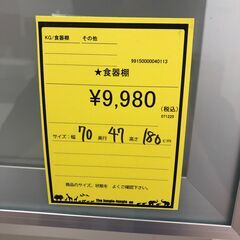 KG/食器棚 その他
99150000040113
★食器棚
¥9,980
(税込)
071220
サイズ:幅 70 奥行 47 高さ 180 cm
商品のサイズ、状態を よくご確認下さい。
the jungle-jungle